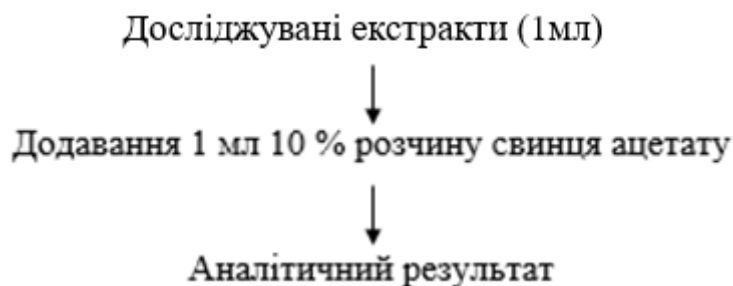 Досліджувані екстракти (1мл)
Додавання 1 мл 10 % розчину свинця ацетату
Аналітичний результат